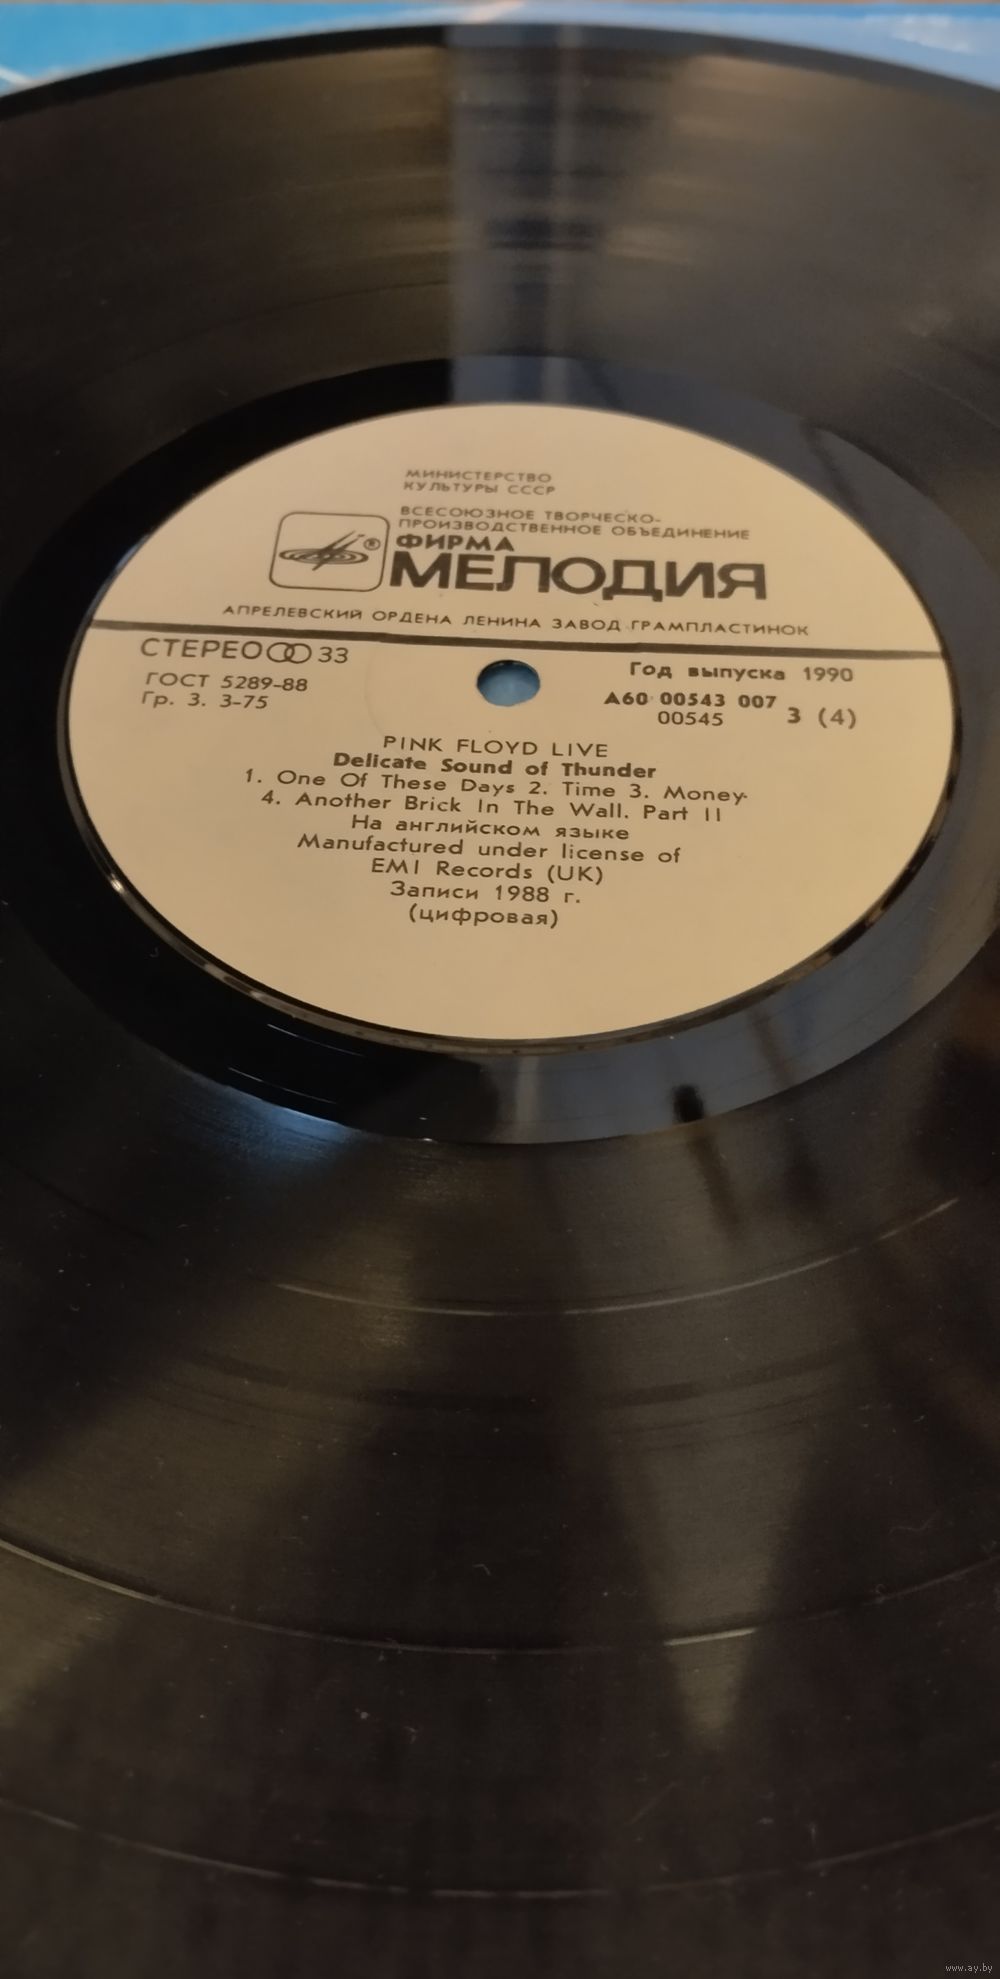 МИНИСТЕРСТВО
КУЛЬТУРЫ СССР
ВСЕСОЮЗНОЕ ТВОРЧЕСКО-
ПРОИЗВОДСТВЕННОЕ ОБЪЕДИНЕНИЕ
®
ФИРМА
МЕЛОДИЯ
АПРЕЛЕВСКИЙ ОРДЕНА ЛЕНИНА ЗАВОД ГРАМПЛАСТИНОК
СТЕРЕО 33
ГОСТ 5289-88
Гр. 3. 3-75
Год выпуска 1990
А60 00543 007
00545
3 (4)
PINK FLOYD LIVE
Delicate Sound of Thunder
1. One Of These Days 2. Time 3. Money
4. Another Brick In The Wall. Part II
На английском языке
Manufactured under license of
EMI Records (UK)
Записи 1988 г.
(цифровая)
www.ay.by